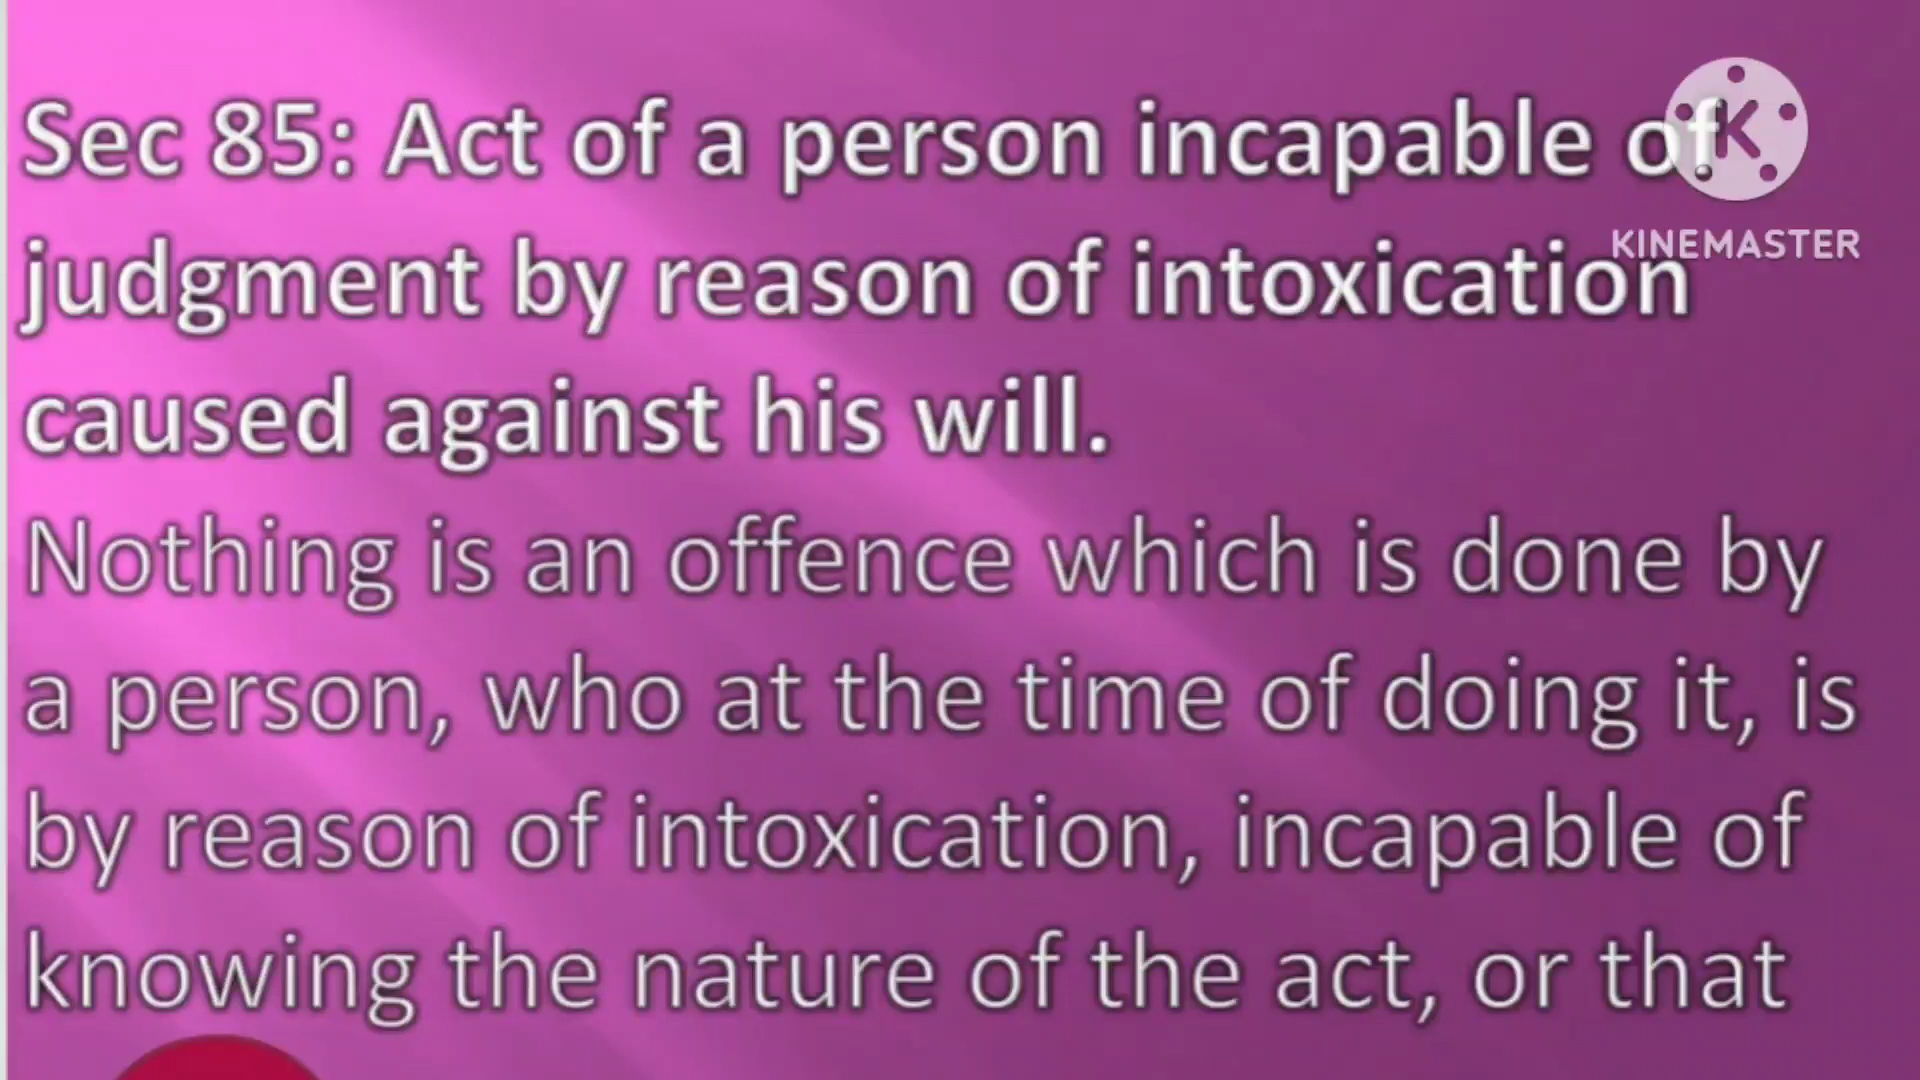 Sec 85: Act of a person incapable of
judgment by reason of intoxication
caused against his will.
Nothing is an offence which is done by
a person, who at the time of doing it, is
by reason of intoxication, incapable of
knowing the nature of the act, or that
K
KINEMASTER